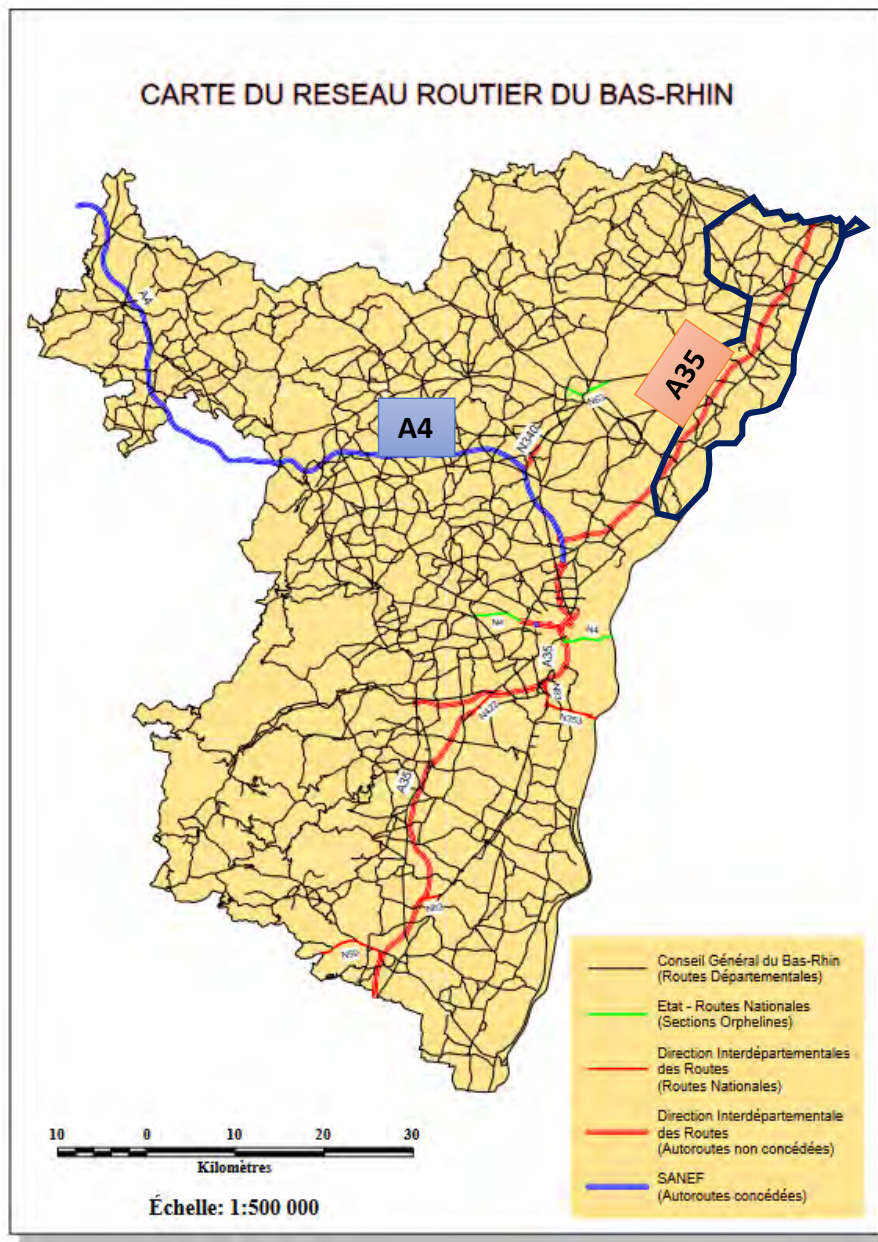 CARTE DU RESEAU ROUTIER DU BAS-RHIN
A4
A35
A4
N340
N4
N4
A35
N353
N422
A35
N83
N59
Conseil Général du Bas-Rhin
(Routes Départementales)
Etat - Routes Nationales
(Sections Orphelines)
Direction Interdépartementales
des Routes
(Routes Nationales)
Direction Interdépartementale
des Routes
(Autoroutes non concédées)
SANEF
(Autoroutes concédées)
10 0 10 20 30
Kilomètres
Échelle: 1:500 000